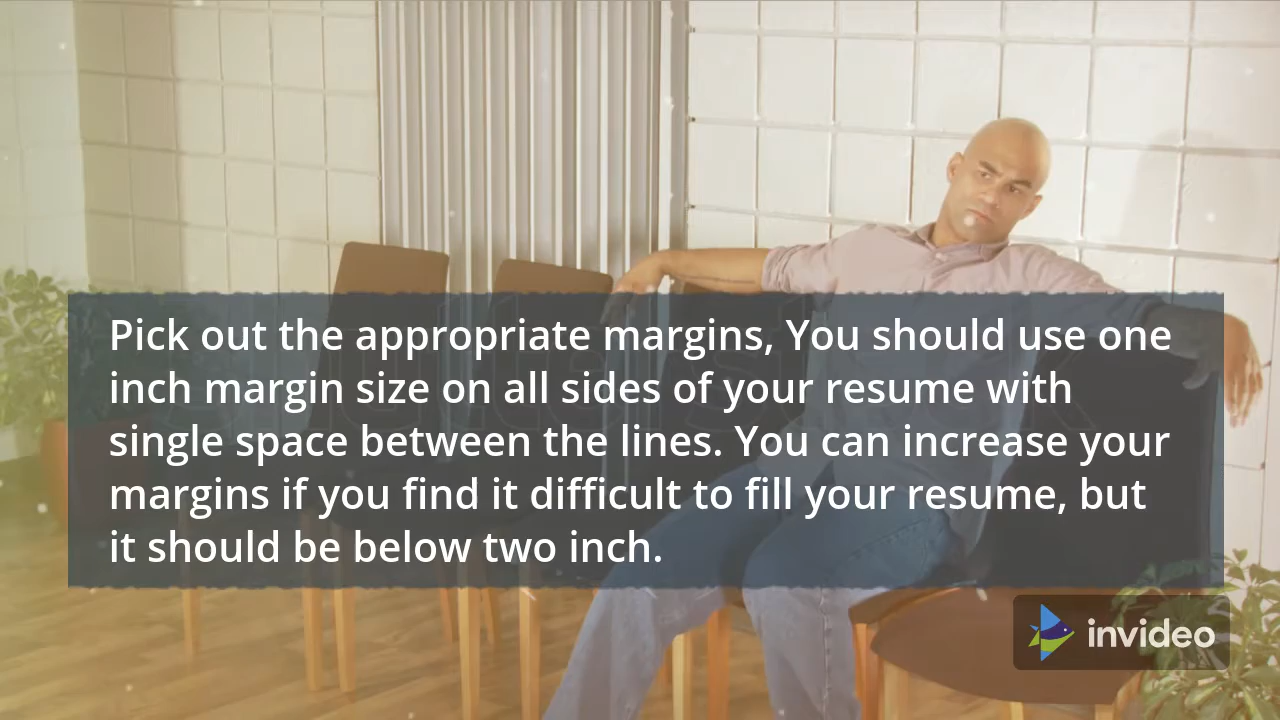 Pick out the appropriate margins, You should use one
inch margin size on all sides of your resume with
single space between the lines. You can increase your
margins if you find it difficult to fill your resume, but
it should be below two inch.
invideo